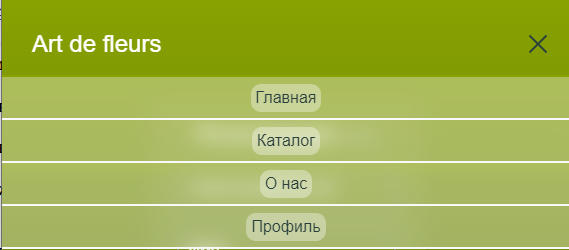 Art de fleurs
Главная
Каталог
О нас
Профиль